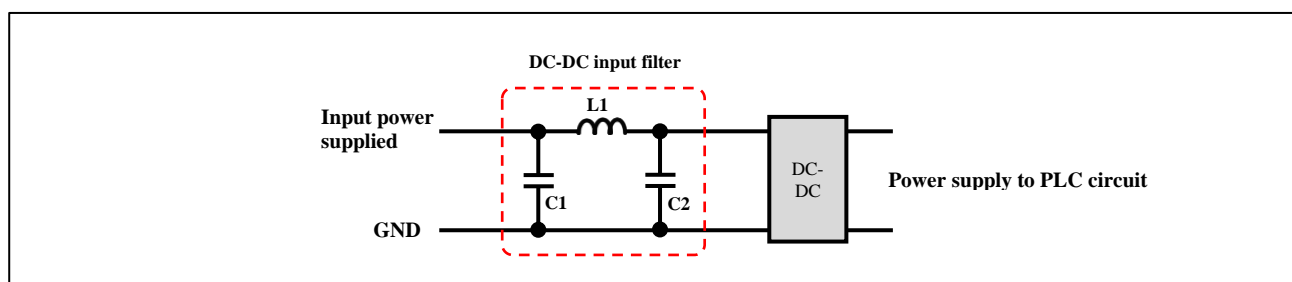 DC-DC input filter
L1
Input power
supplied
C1
C2
DC-
DC
Power supply to PLC circuit
GND